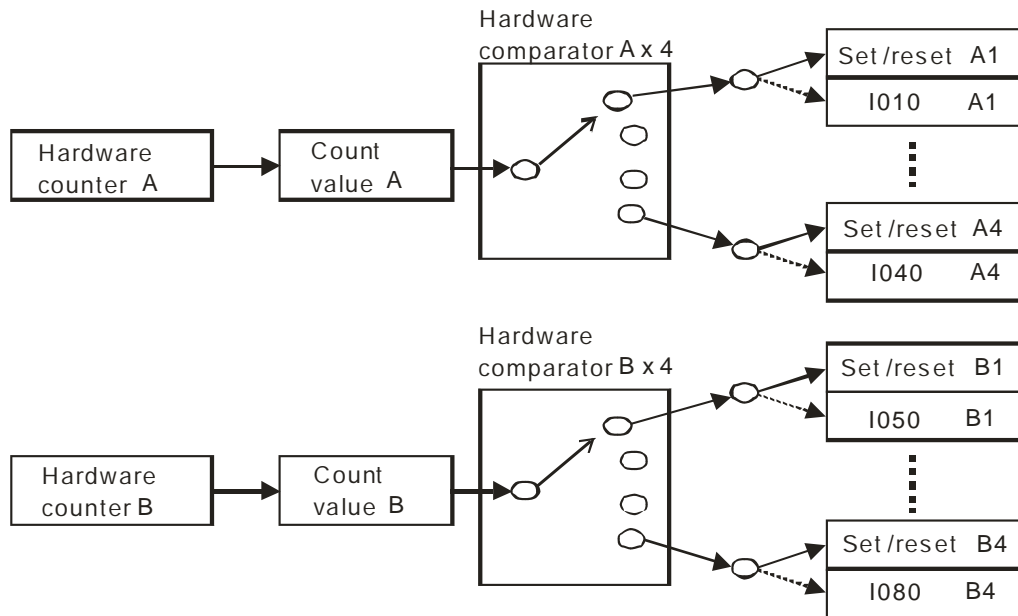 Hardware
comparator A x 4
Set/reset A1
I010 A1
Hardware
counter A
Count
value A
Set/reset A4
I040 A4
Hardware
comparator B x 4
Set/reset B1
I050 B1
Hardware
counter B
Count
value B
Set/reset B4
I080 B4